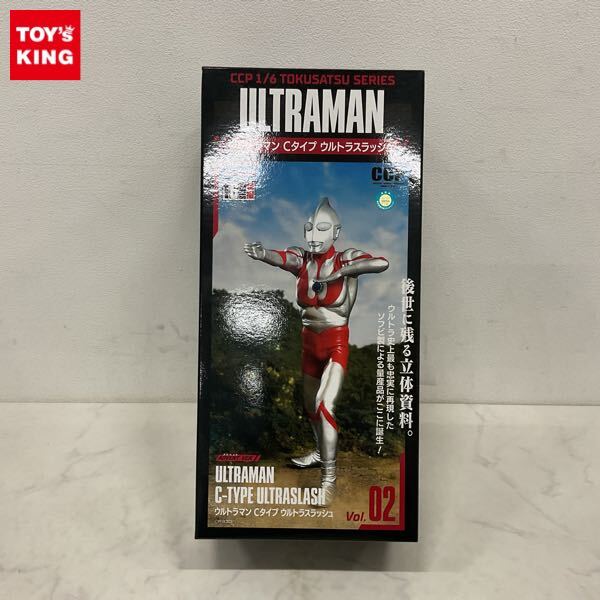 TOY's
KING
CCP 1/6 TOKUSATSU SERIES
ULTRAMAN
マン Cタイプ ウルトラスラッシュ
CCP
後世に残る立体資料。
ウルトラ史上最も忠実に再現した
ソフビ製による量産品がここに誕生!
ULTRAMAN
C-TYPE ULTRASLASH
ウルトラマン Cタイプ ウルトラスラッシュ
Vol. 02